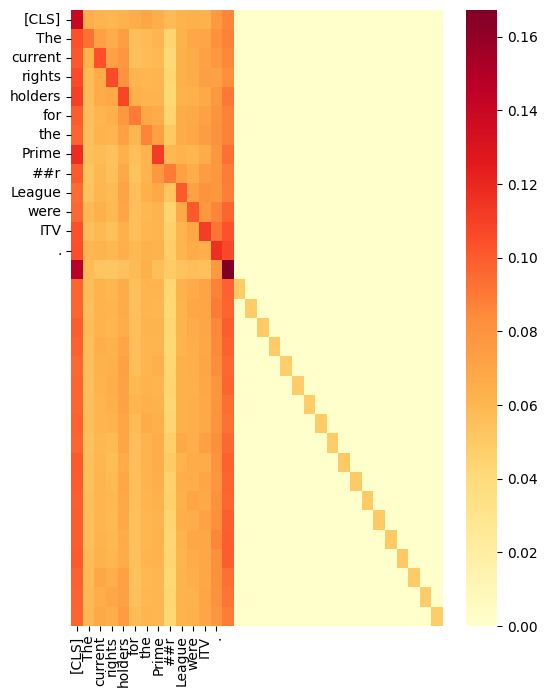 [CLS]
The
current
rights
holders
for
the
Prime
##r
League
were
ITV
.
0.16
0.14
0.12
0.10
0.08
0.06
0.04
0.02
0.00
[CLS]
The
current
rights
holders
for
the
Prime
##r
League
were
ITV
.